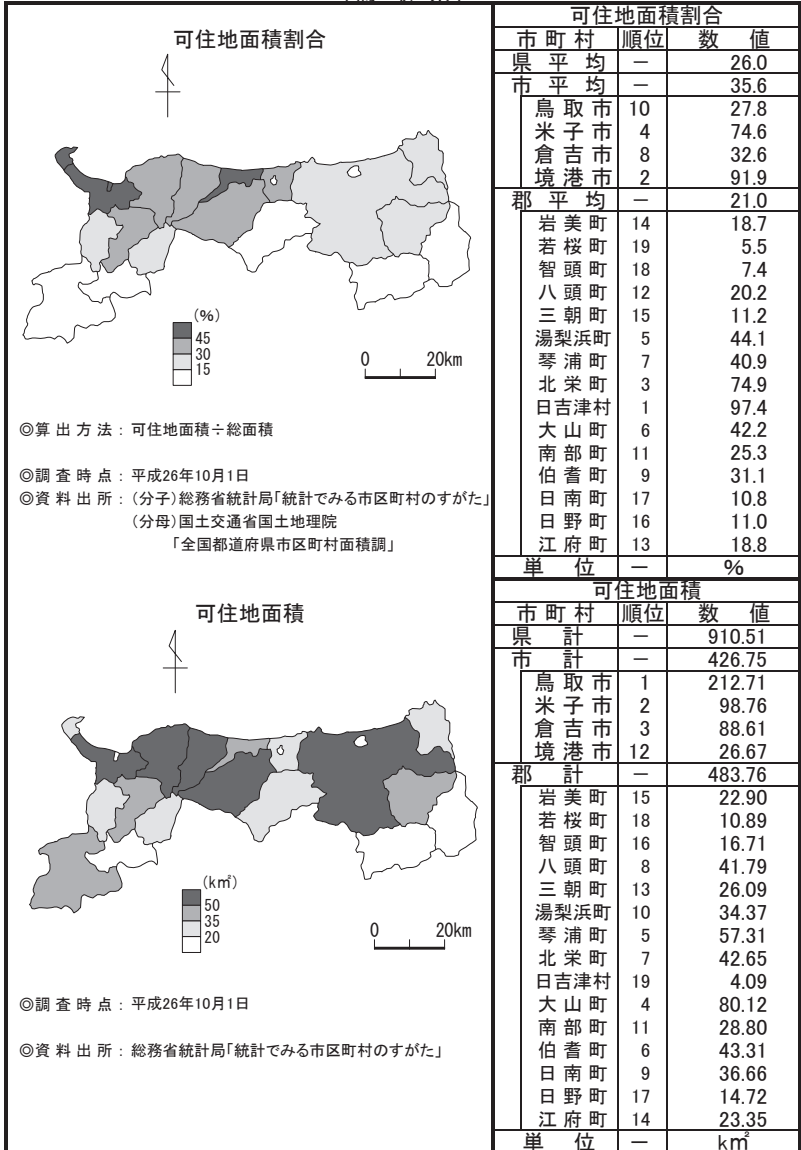 可住地面積割合
(%)
45
30
15
0 20km
◎算出方法：可住地面積÷総面積
◎調査時点：平成26年10月1日
◎資料出所：(分子)総務省統計局「統計でみる市区町村のすがた」
(分母)国土交通省国土地理院
「全国都道府県市区町村面積調」
可住地面積割合
市町村 順位 数値
県平均 － 26.0
市平均 － 35.6
鳥取市 10 27.8
米子市 4 74.6
倉吉市 8 32.6
境港市 2 91.9
郡平均 － 21.0
岩美町 14 18.7
若桜町 19 5.5
智頭町 18 7.4
八頭町 12 20.2
三朝町 15 11.2
湯梨浜町 5 44.1
琴浦町 7 40.9
北栄町 3 74.9
日吉津村 1 97.4
大山町 6 42.2
南部町 11 25.3
伯耆町 9 31.1
日南町 17 10.8
日野町 16 11.0
江府町 13 18.8
単位 － %
可住地面積
(km²)
50
35
20
0 20km
◎調査時点：平成26年10月1日
◎資料出所：総務省統計局「統計でみる市区町村のすがた」
可住地面積
市町村 順位 数値
県計 － 910.51
市計 － 426.75
鳥取市 1 212.71
米子市 2 98.76
倉吉市 3 88.61
境港市 12 26.67
郡計 － 483.76
岩美町 15 22.90
若桜町 18 10.89
智頭町 16 16.71
八頭町 8 41.79
三朝町 13 26.09
湯梨浜町 10 34.37
琴浦町 5 57.31
北栄町 7 42.65
日吉津村 19 4.09
大山町 4 80.12
南部町 11 28.80
伯耆町 6 43.31
日南町 9 36.66
日野町 17 14.72
江府町 14 23.35
単位 － km²